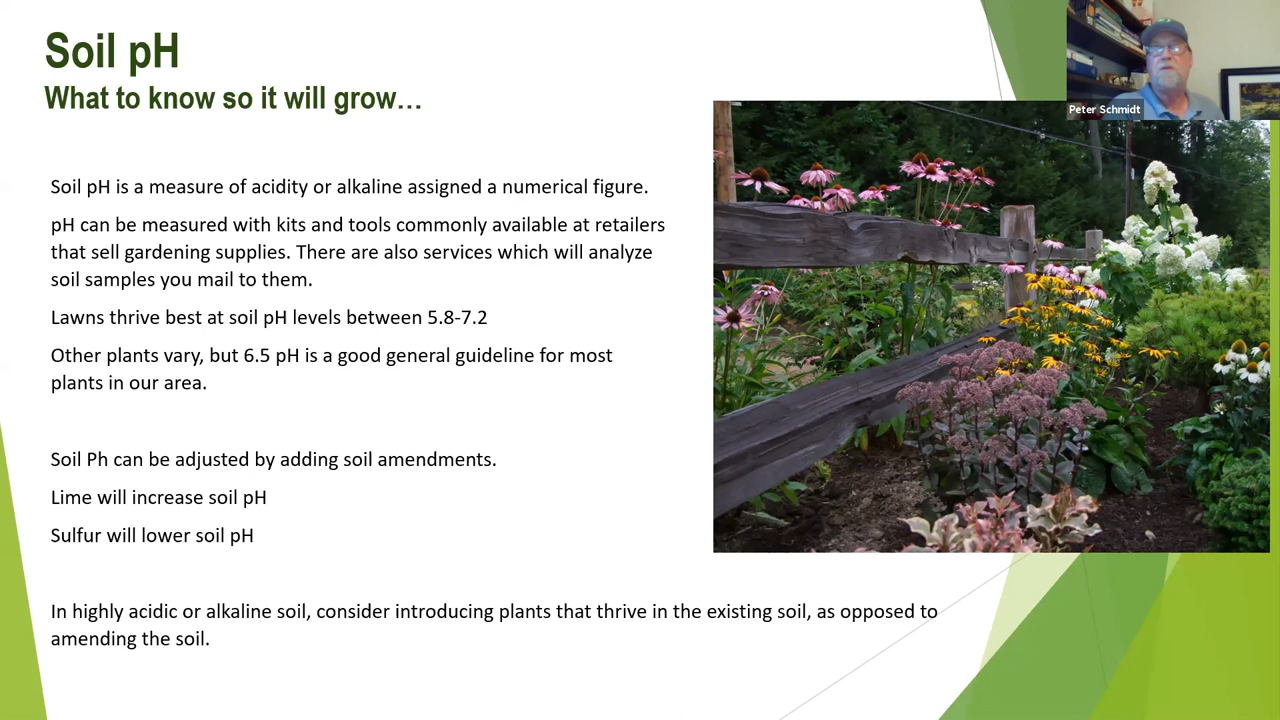 Soil pH
What to know so it will grow…
Peter Schmidt
Soil pH is a measure of acidity or alkaline assigned a numerical figure.
pH can be measured with kits and tools commonly available at retailers
that sell gardening supplies. There are also services which will analyze
soil samples you mail to them.
Lawns thrive best at soil pH levels between 5.8-7.2
Other plants vary, but 6.5 pH is a good general guideline for most
plants in our area.
Soil Ph can be adjusted by adding soil amendments.
Lime will increase soil pH
Sulfur will lower soil pH
In highly acidic or alkaline soil, consider introducing plants that thrive in the existing soil, as opposed to
amending the soil.